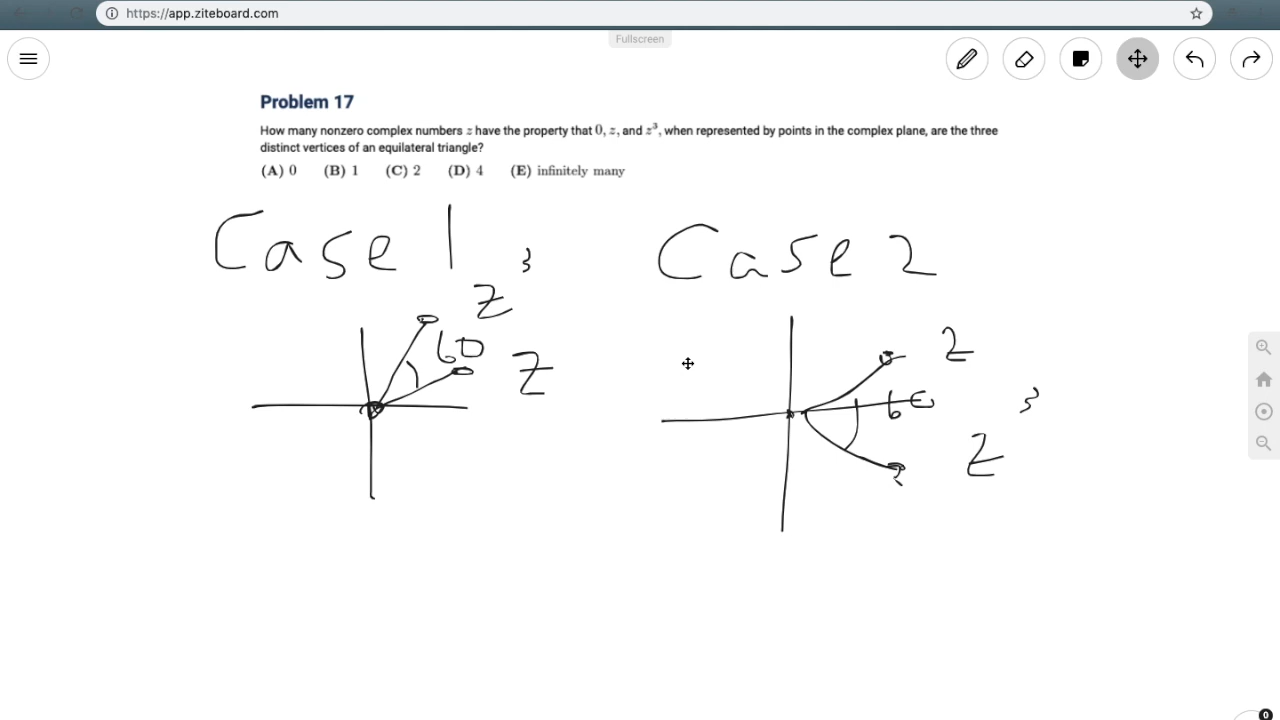 https://app.ziteboard.com
Fullscreen
Problem 17
How many nonzero complex numbers z have the property that 0, z, and z³, when represented by points in the complex plane, are the three
distinct vertices of an equilateral triangle?
(A) 0 (B) 1 (C) 2 (D) 4 (E) infinitely many
Case 1
Case 2
z³
60
z
z
60
z³
0